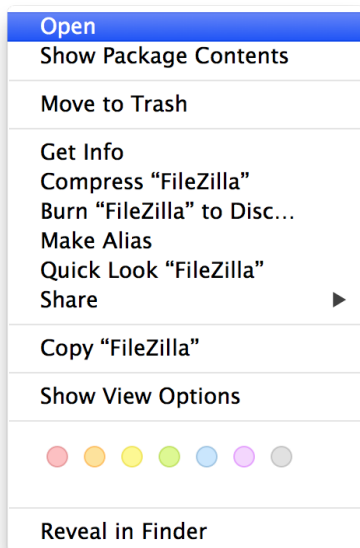 Open
Show Package Contents
Move to Trash
Get Info
Compress “FileZilla”
Burn “FileZilla” to Disc...
Make Alias
Quick Look “FileZilla”
Share
Copy “FileZilla”
Show View Options
Reveal in Finder